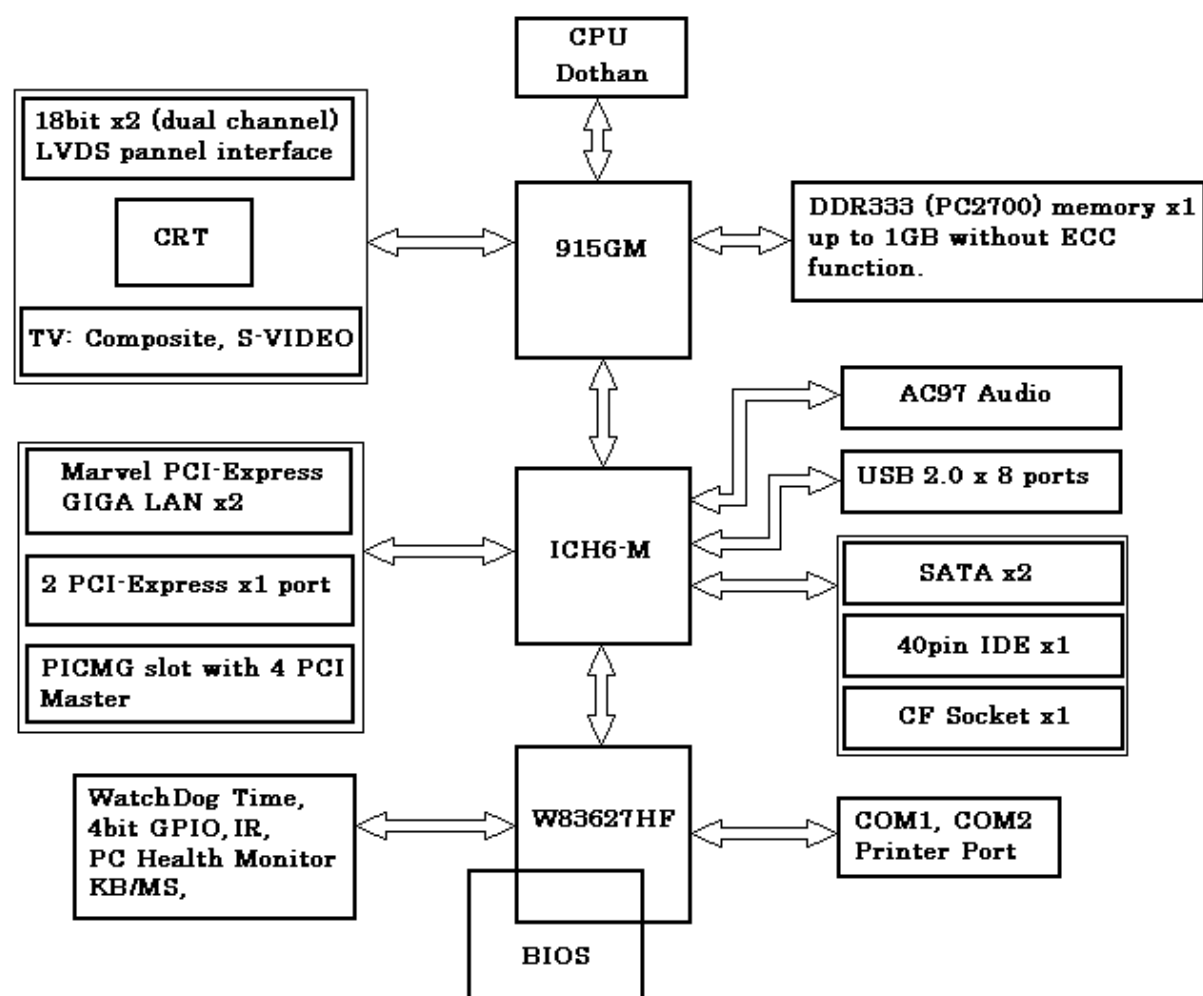 CPU
Dothan
18bit x2 (dual channel)
LVDS pannel interface
CRT
TV: Composite, S-VIDEO
915GM
DDR333 (PC2700) memory x1
up to 1GB without ECC
function.
AC97 Audio
USB 2.0 x 8 ports
Marvel PCI-Express
GIGA LAN x2
2 PCI-Express x1 port
PICMG slot with 4 PCI
Master
ICH6-M
SATA x2
40pin IDE x1
CF Socket x1
WatchDog Time,
4bit GPIO, IR,
PC Health Monitor
KB/MS,
W83627HF
COM1, COM2
Printer Port
BIOS